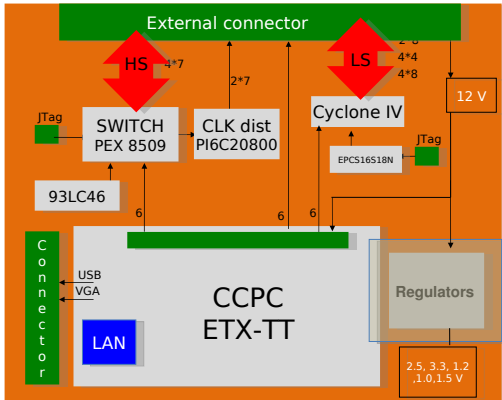 External connector
HS
4*7
2*7
LS
2*8
4*4
4*8
12 V
JTag
SWITCH
PEX 8509
CLK dist
PI6C20800
Cyclone IV
EPCS16S18N
JTag
93LC46
6
6
6
Connector
USB
VGA
CCPC
ETX-TT
LAN
Regulators
2.5, 3.3, 1.2
,1.0,1.5 V